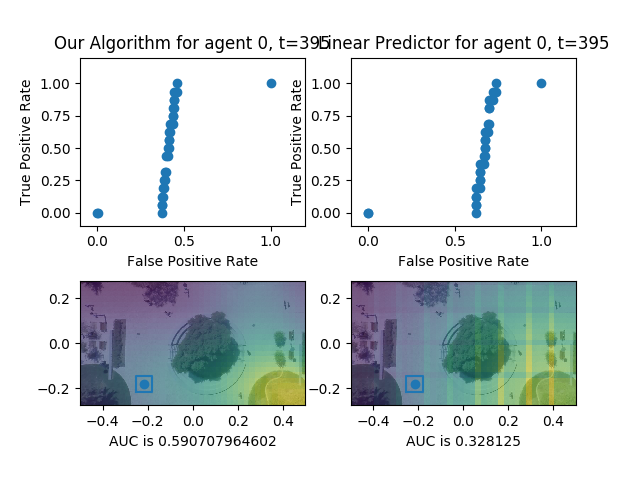 Our Algorithm for agent 0, t=395
Linear Predictor for agent 0, t=395
True Positive Rate
1.00
0.75
0.50
0.25
0.00
0.0 0.5 1.0
False Positive Rate
True Positive Rate
1.00
0.75
0.50
0.25
0.00
0.0 0.5 1.0
False Positive Rate
0.2
0.0
−0.2
−0.4 −0.2 0.0 0.2 0.4
AUC is 0.590707964602
0.2
0.0
−0.2
−0.4 −0.2 0.0 0.2 0.4
AUC is 0.328125